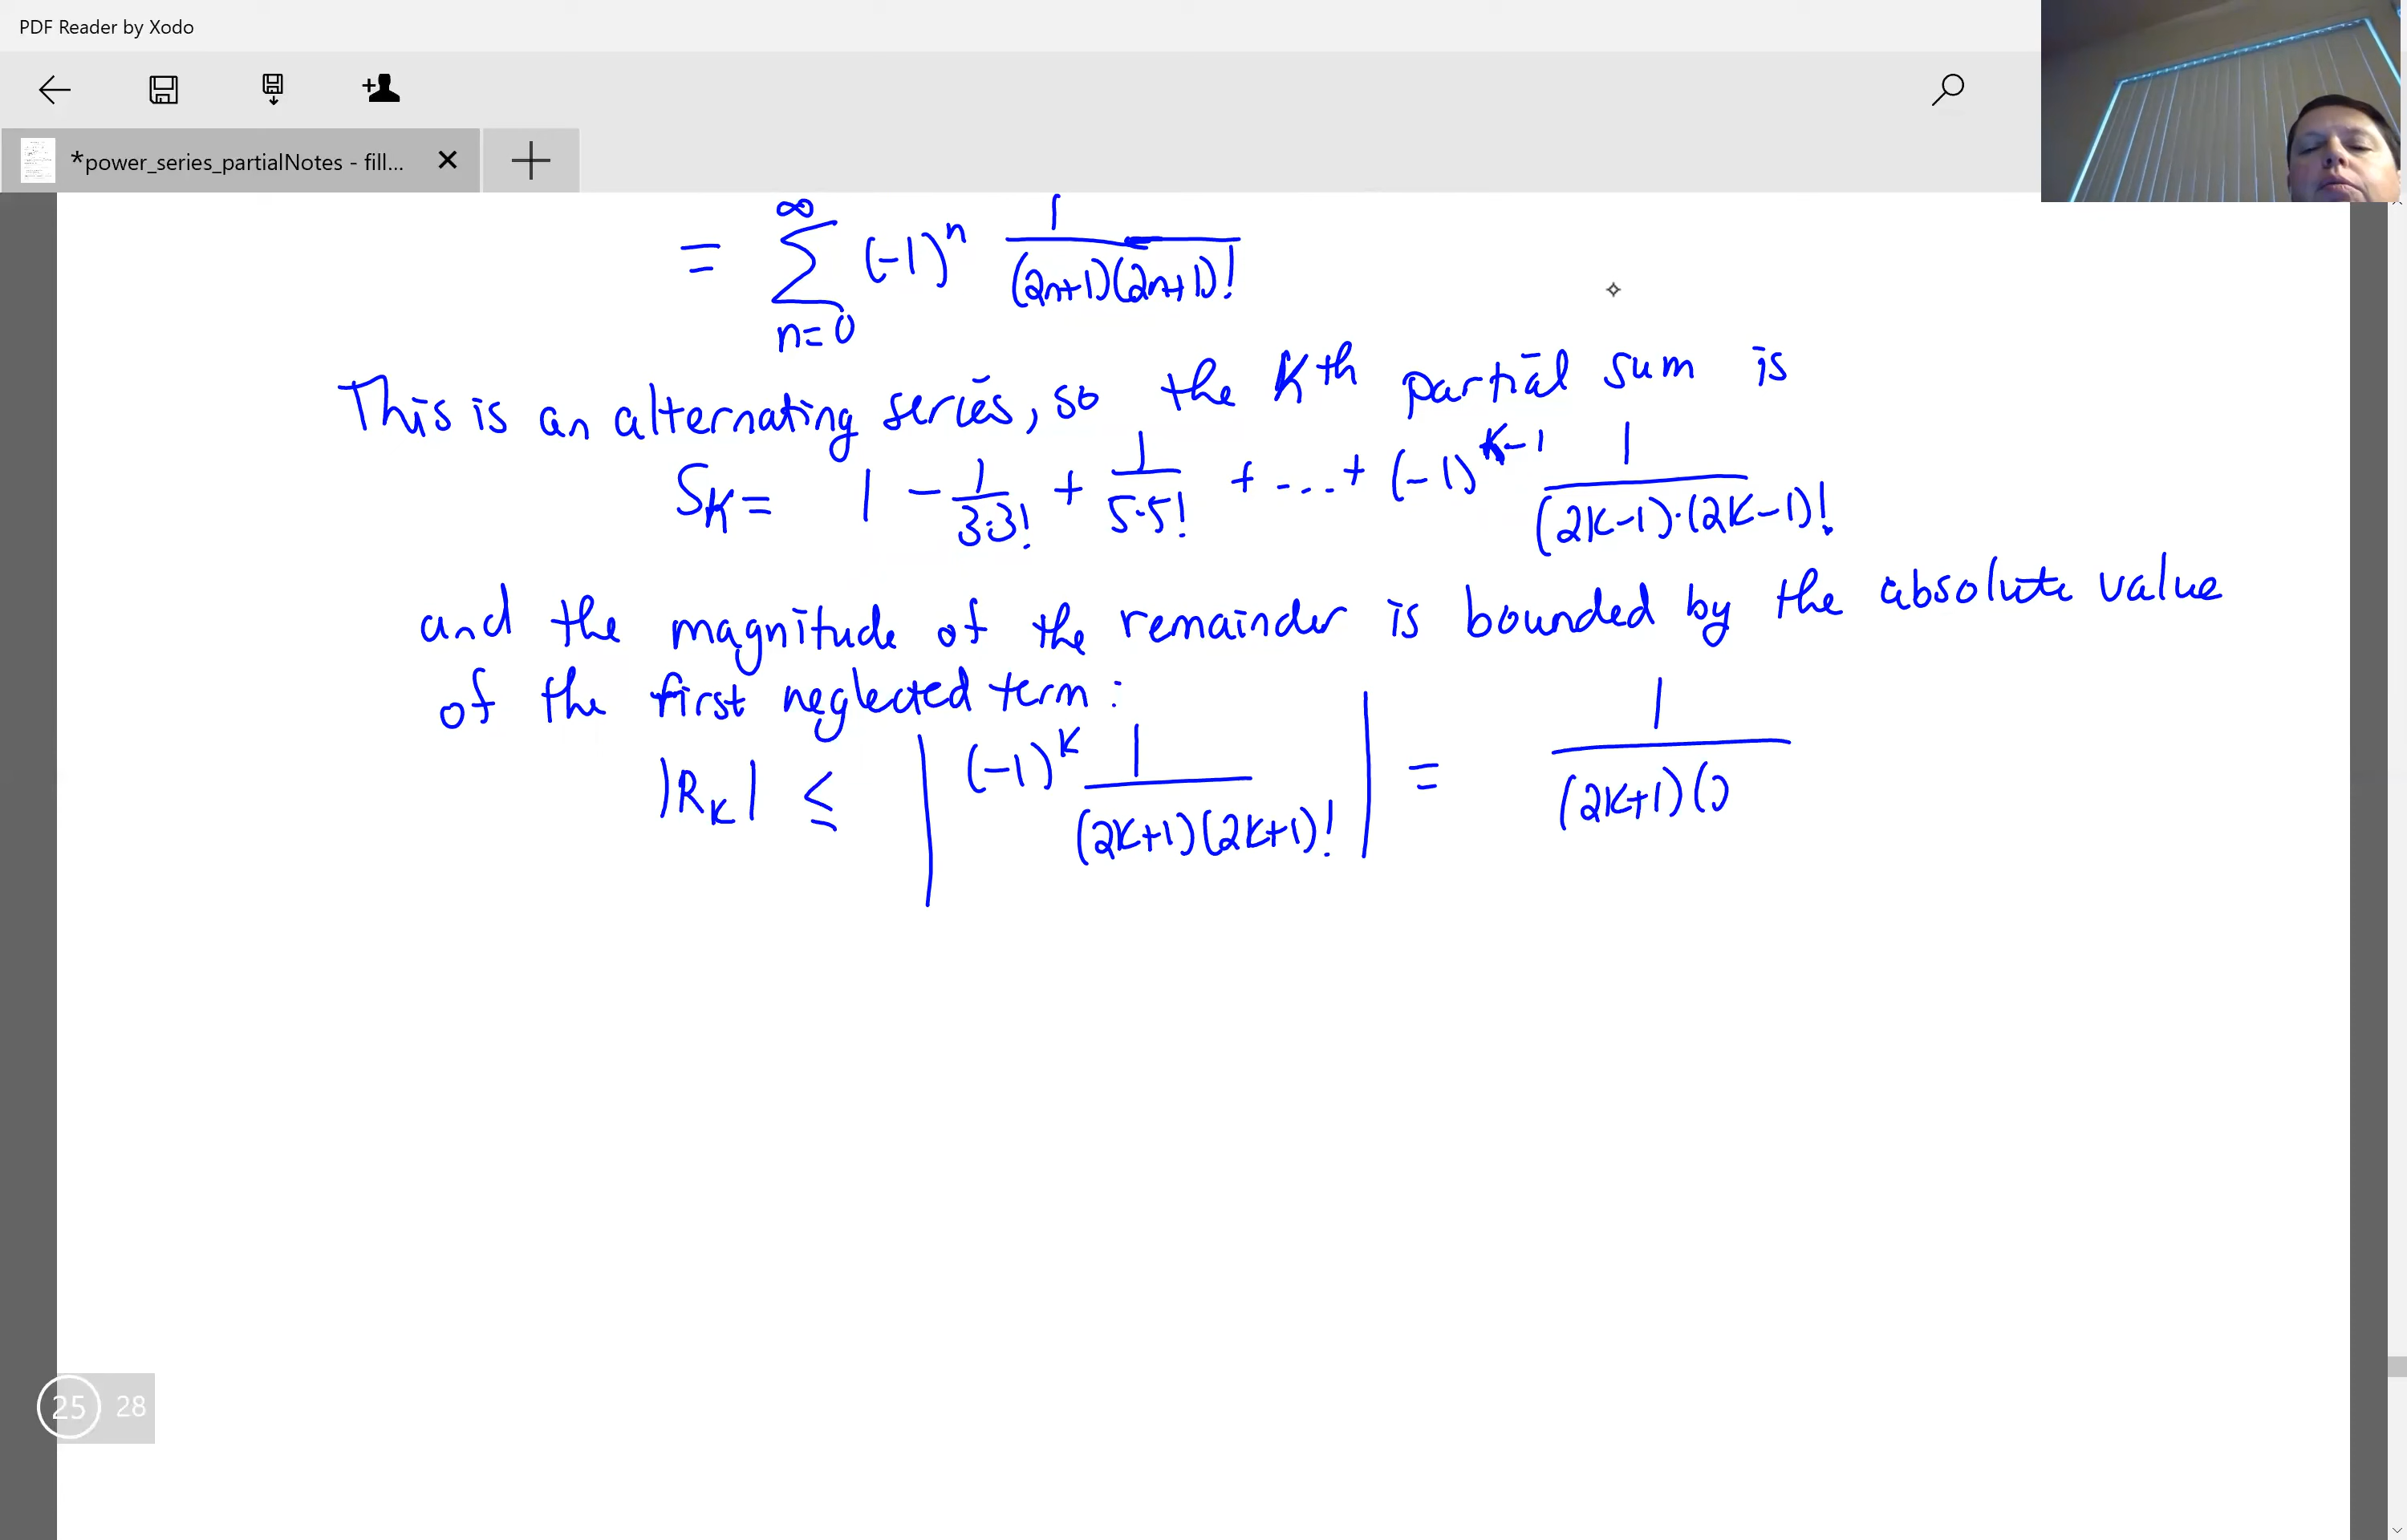 PDF Reader by Xodo
*power_series_partialNotes - fill...
= ∞∑n=0 (-1)^n 1/((2n+1)(2n+1)!)
This is an alternating series, so the Kth partial sum is
S_K = 1 - 1/(3·3!) + 1/(5·5!) + ... + (-1)^(K-1) 1/((2K-1)·(2K-1)!)
and the magnitude of the remainder is bounded by the absolute value
of the first neglected term:
|R_K| ≤ |(-1)^K 1/((2K+1)(2K+1)!)| = 1/((2K+1)(2
25 28